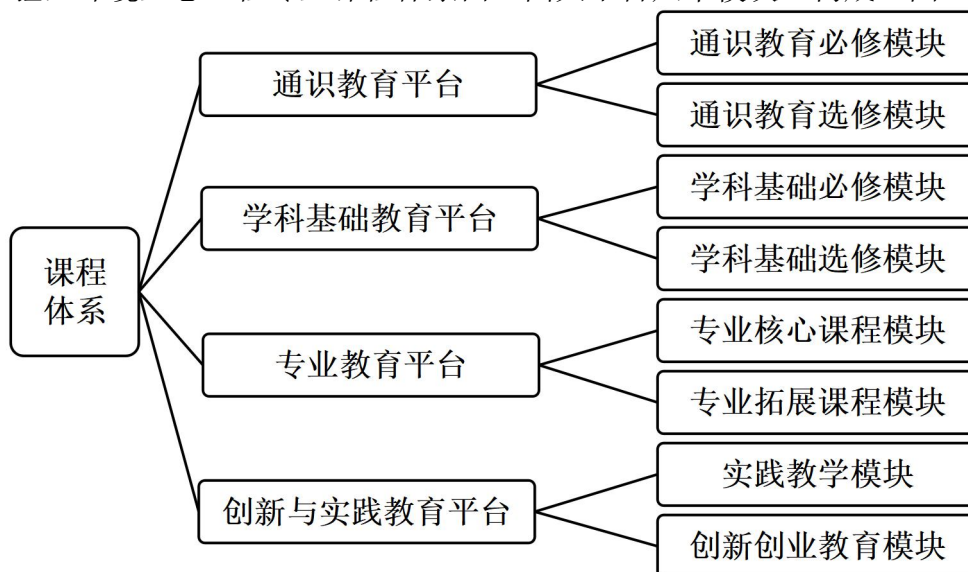 通识教育必修模块
通识教育平台
通识教育选修模块
学科基础必修模块
学科基础教育平台
学科基础选修模块
课程
体系
专业核心课程模块
专业教育平台
专业拓展课程模块
实践教学模块
创新与实践教育平台
创新创业教育模块